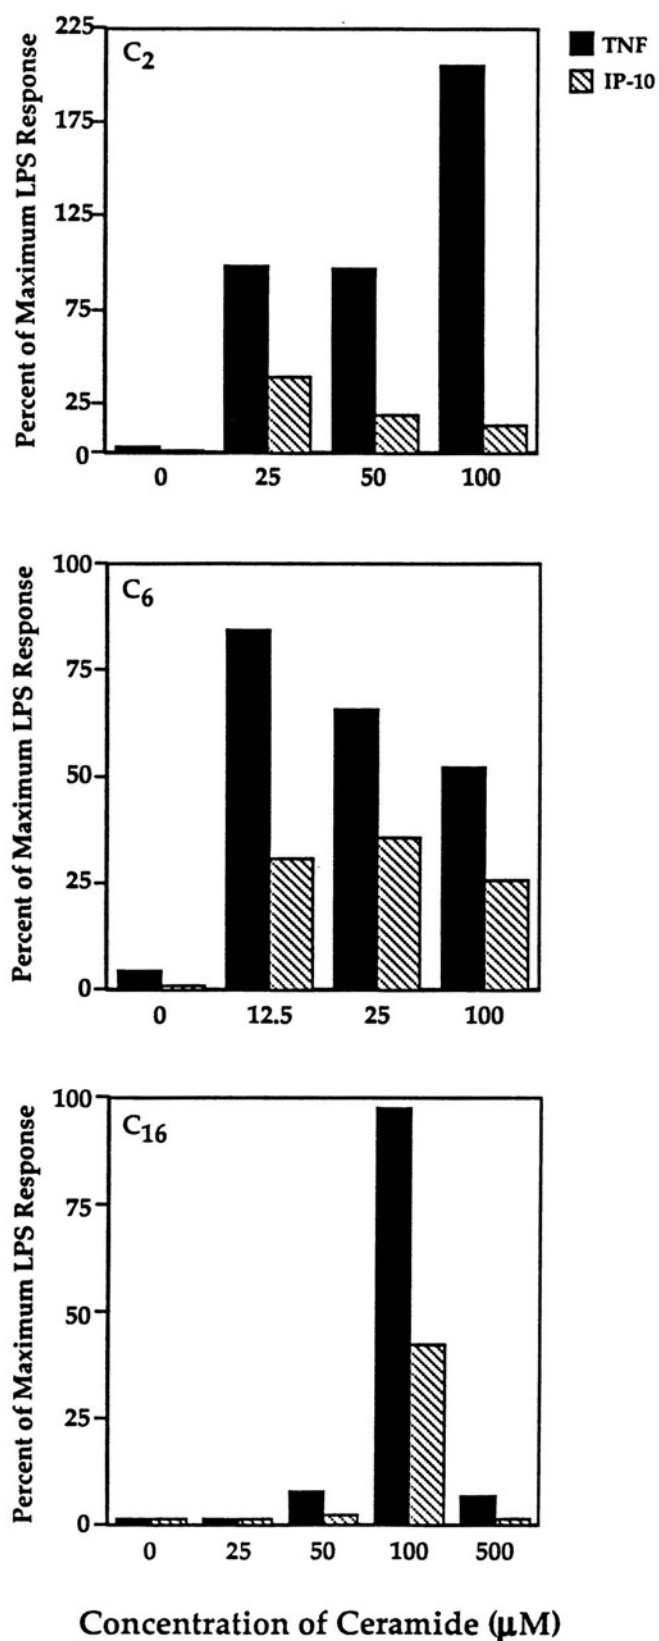 225
175
125
75
25
0
Percent of Maximum LPS Response
C2
TNF
IP-10
0 25 50 100
100
75
50
25
0
Percent of Maximum LPS Response
C6
0 12.5 25 100
100
75
50
25
0
Percent of Maximum LPS Response
C16
0 25 50 100 500
Concentration of Ceramide (μM)